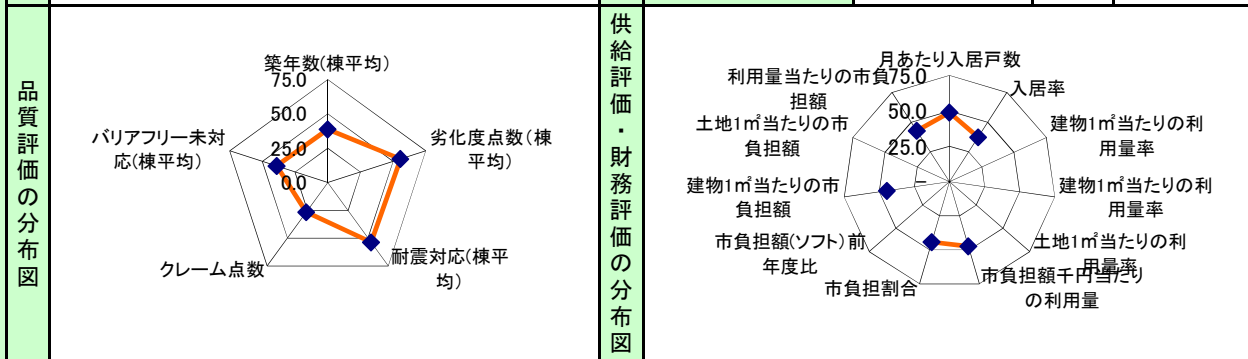 品質評価の分布図
築年数(棟平均)
75.0
50.0
25.0
0.0
劣化度点数(棟
平均)
耐震対応(棟平
均)
クレーム点数
バリアフリー未対
応(棟平均)
供給評価・財務評価の分布図
月あたり入居戸数
75.0
50.0
25.0
－
入居率
建物1㎡当たりの利
用量率
建物1㎡当たりの利
用量率
土地1㎡当たりの利
用量率
市負担額千円当たり
の利用量
市負担割合
市負担額(ソフト)前
年度比
建物1㎡当たりの市
負担額
土地1㎡当たりの市
負担額
利用量当たりの市負
担額